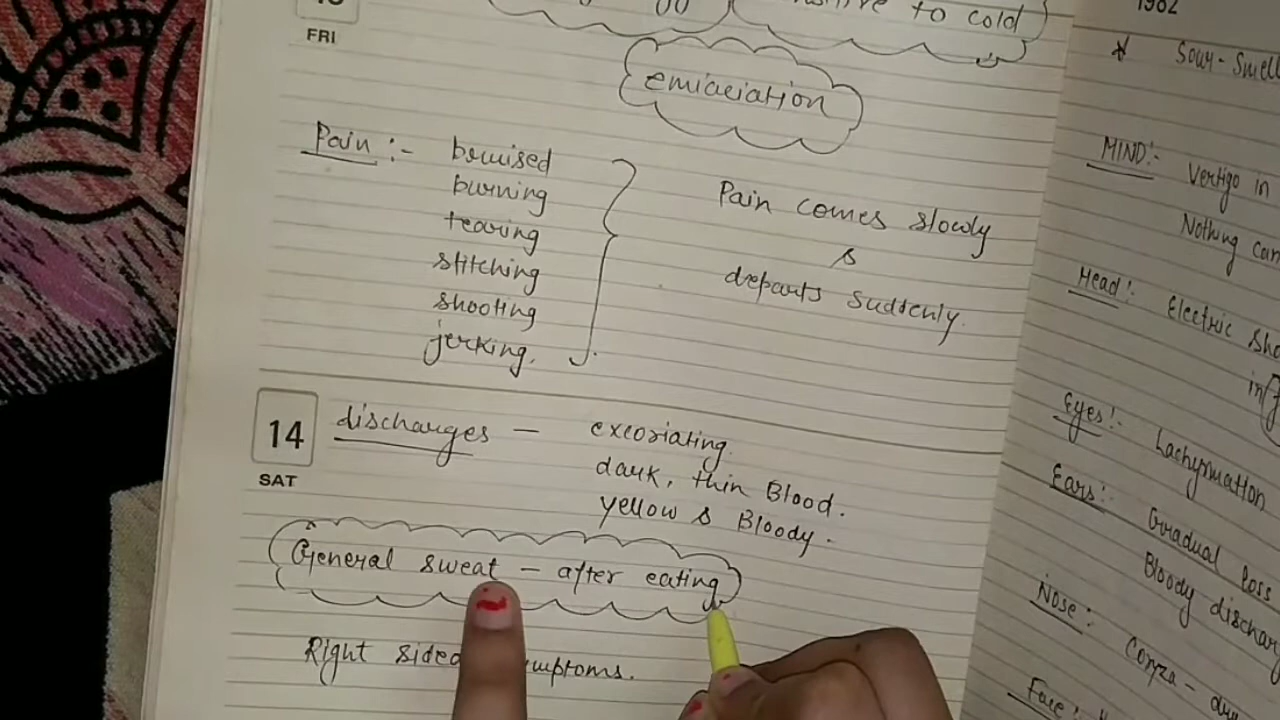 to cold
FRI
emiaciation
Pain :- bruised
burning
tearing
stitching
shooting
jerking.
Pain comes slowly
&
departs suddenly.
14
SAT
discharges - excoriating.
dark, thin Blood.
yellow & Bloody.
General sweat - after eating
Right sided
1982
* Sour-smell
MIND:- Vertigo in
Nothing can
Head:- Electric
Eyes:- Lachrymation
Ears:- Gradual loss
Bloody
Nose: Coryza -
Face: